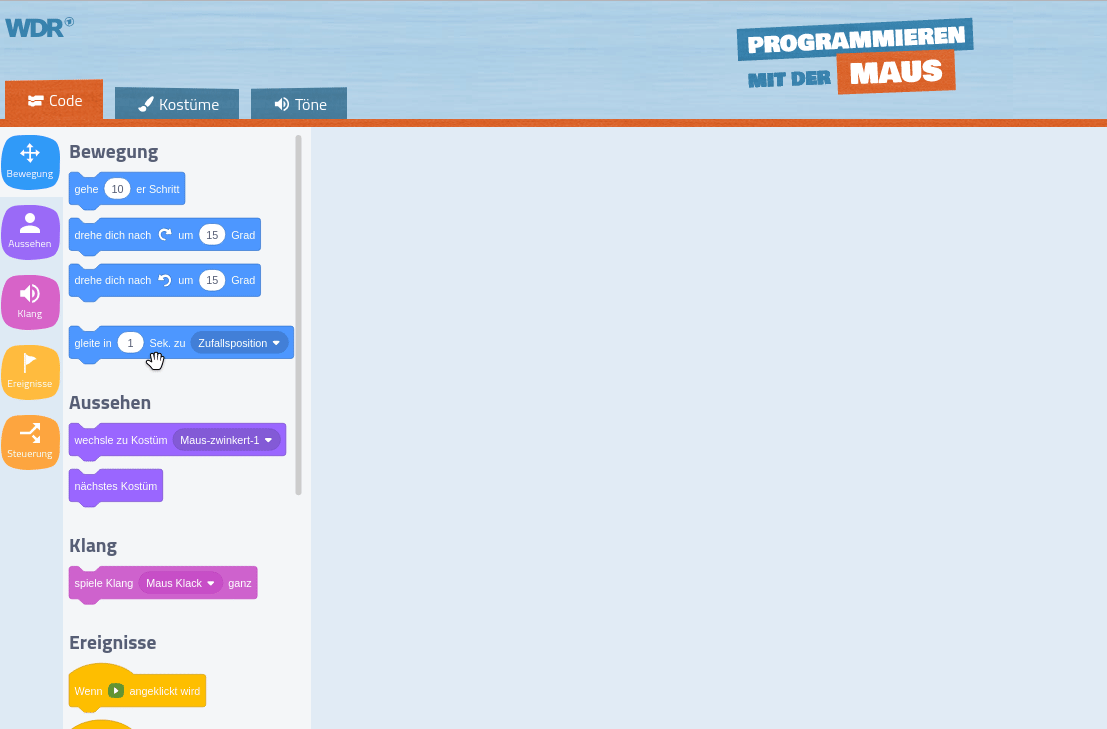 WDR
PROGRAMMIEREN
MIT DER MAUS
Code
Kostüme
Töne
Bewegung
Aussehen
Klang
Ereignisse
Steuerung
Bewegung
gehe 10 er Schritt
drehe dich nach um 15 Grad
drehe dich nach um 15 Grad
gleite in 1 Sek. zu Zufallsposition
Aussehen
wechsle zu Kostüm Maus-zwinkert-1
nächstes Kostüm
Klang
spiele Klang Maus Klack ganz
Ereignisse
Wenn angeklickt wird